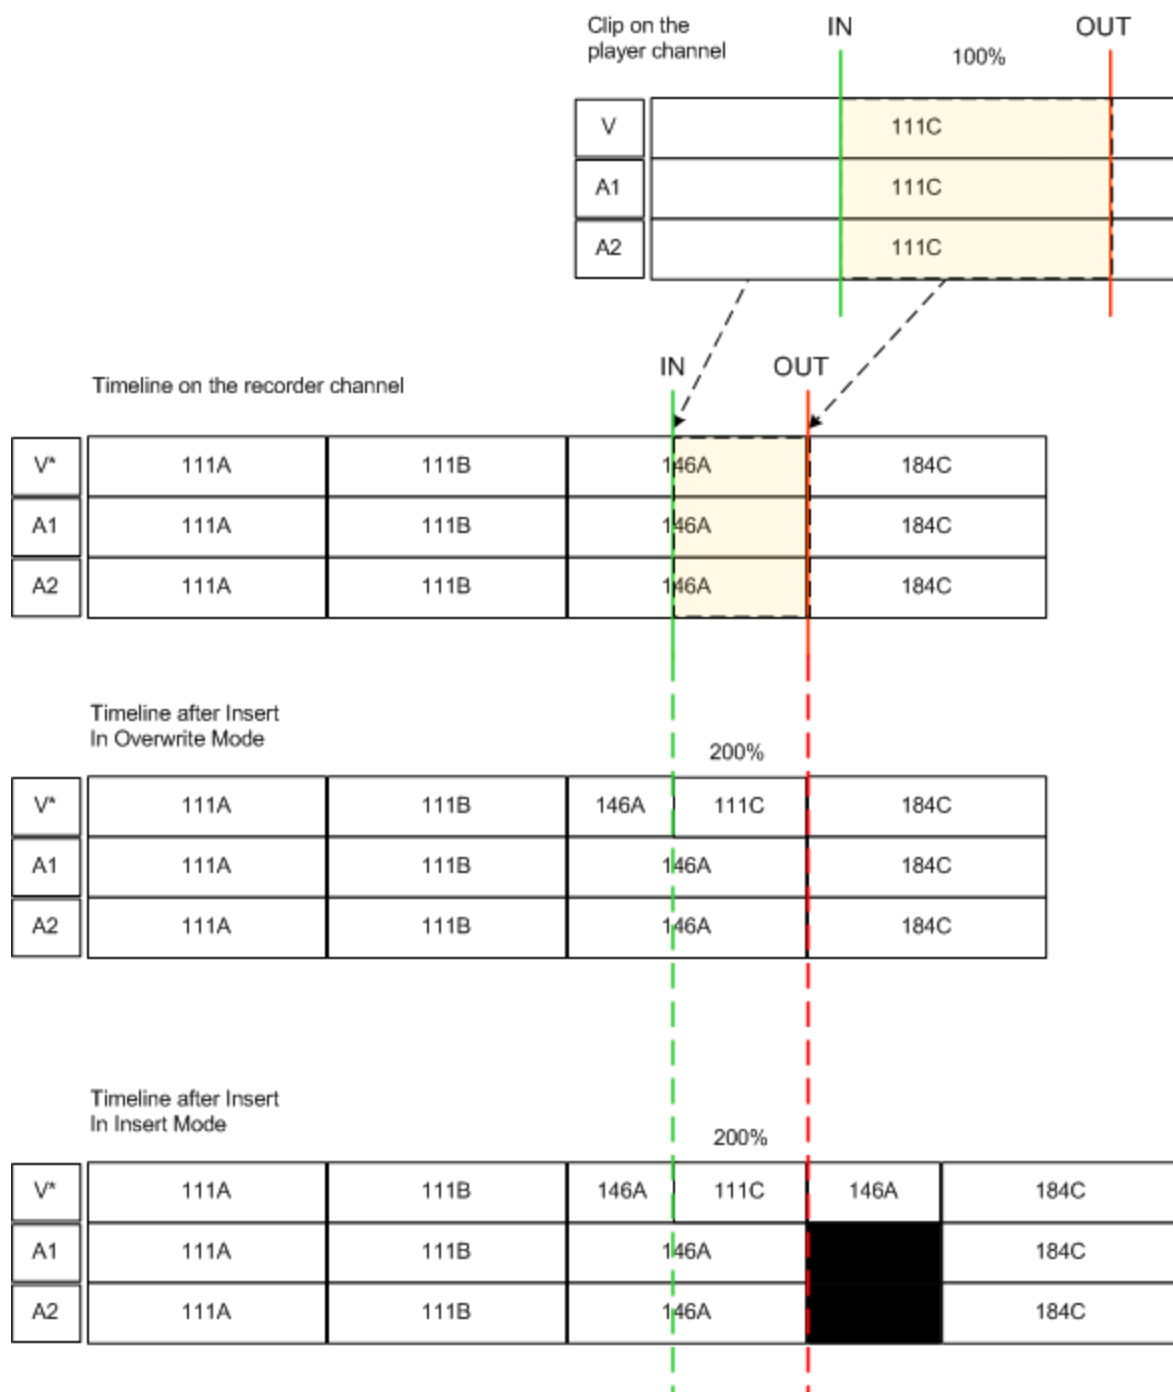 Clip on the
player channel
IN
OUT
100%
V 111C
A1 111C
A2 111C
IN
OUT
Timeline on the recorder channel
V* 111A 111B 146A 184C
A1 111A 111B 146A 184C
A2 111A 111B 146A 184C
Timeline after Insert
In Overwrite Mode
200%
V* 111A 111B 146A 111C 184C
A1 111A 111B 146A 184C
A2 111A 111B 146A 184C
Timeline after Insert
In Insert Mode
200%
V* 111A 111B 146A 111C 146A 184C
A1 111A 111B 146A 184C
A2 111A 111B 146A 184C